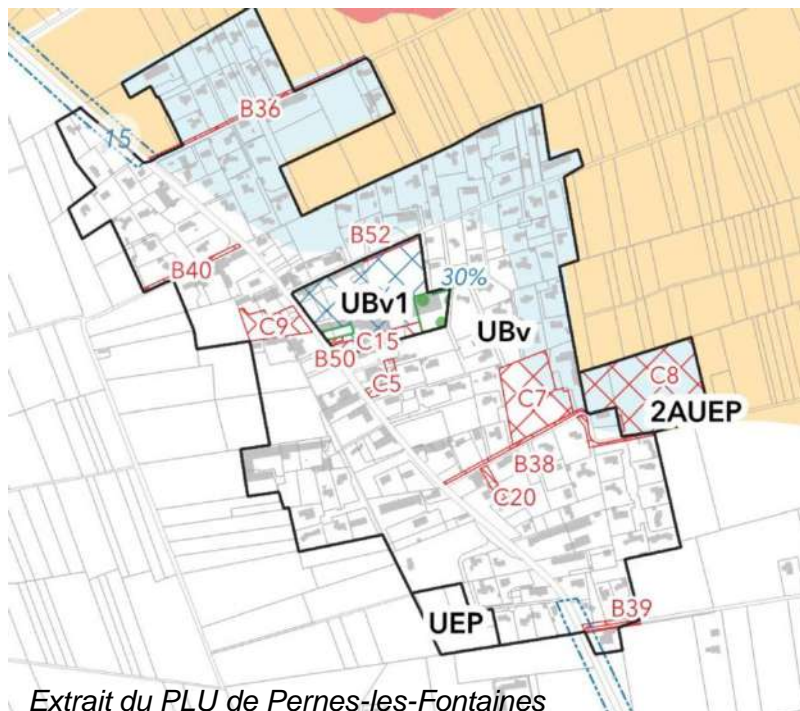 B36
15
B52
B40
30%
UBv1
C9
UBv
C15
B50
C5
C8
C7
2AUEP
B38
C20
B39
UEP
Extrait du PLU de Pernes-les-Fontaines